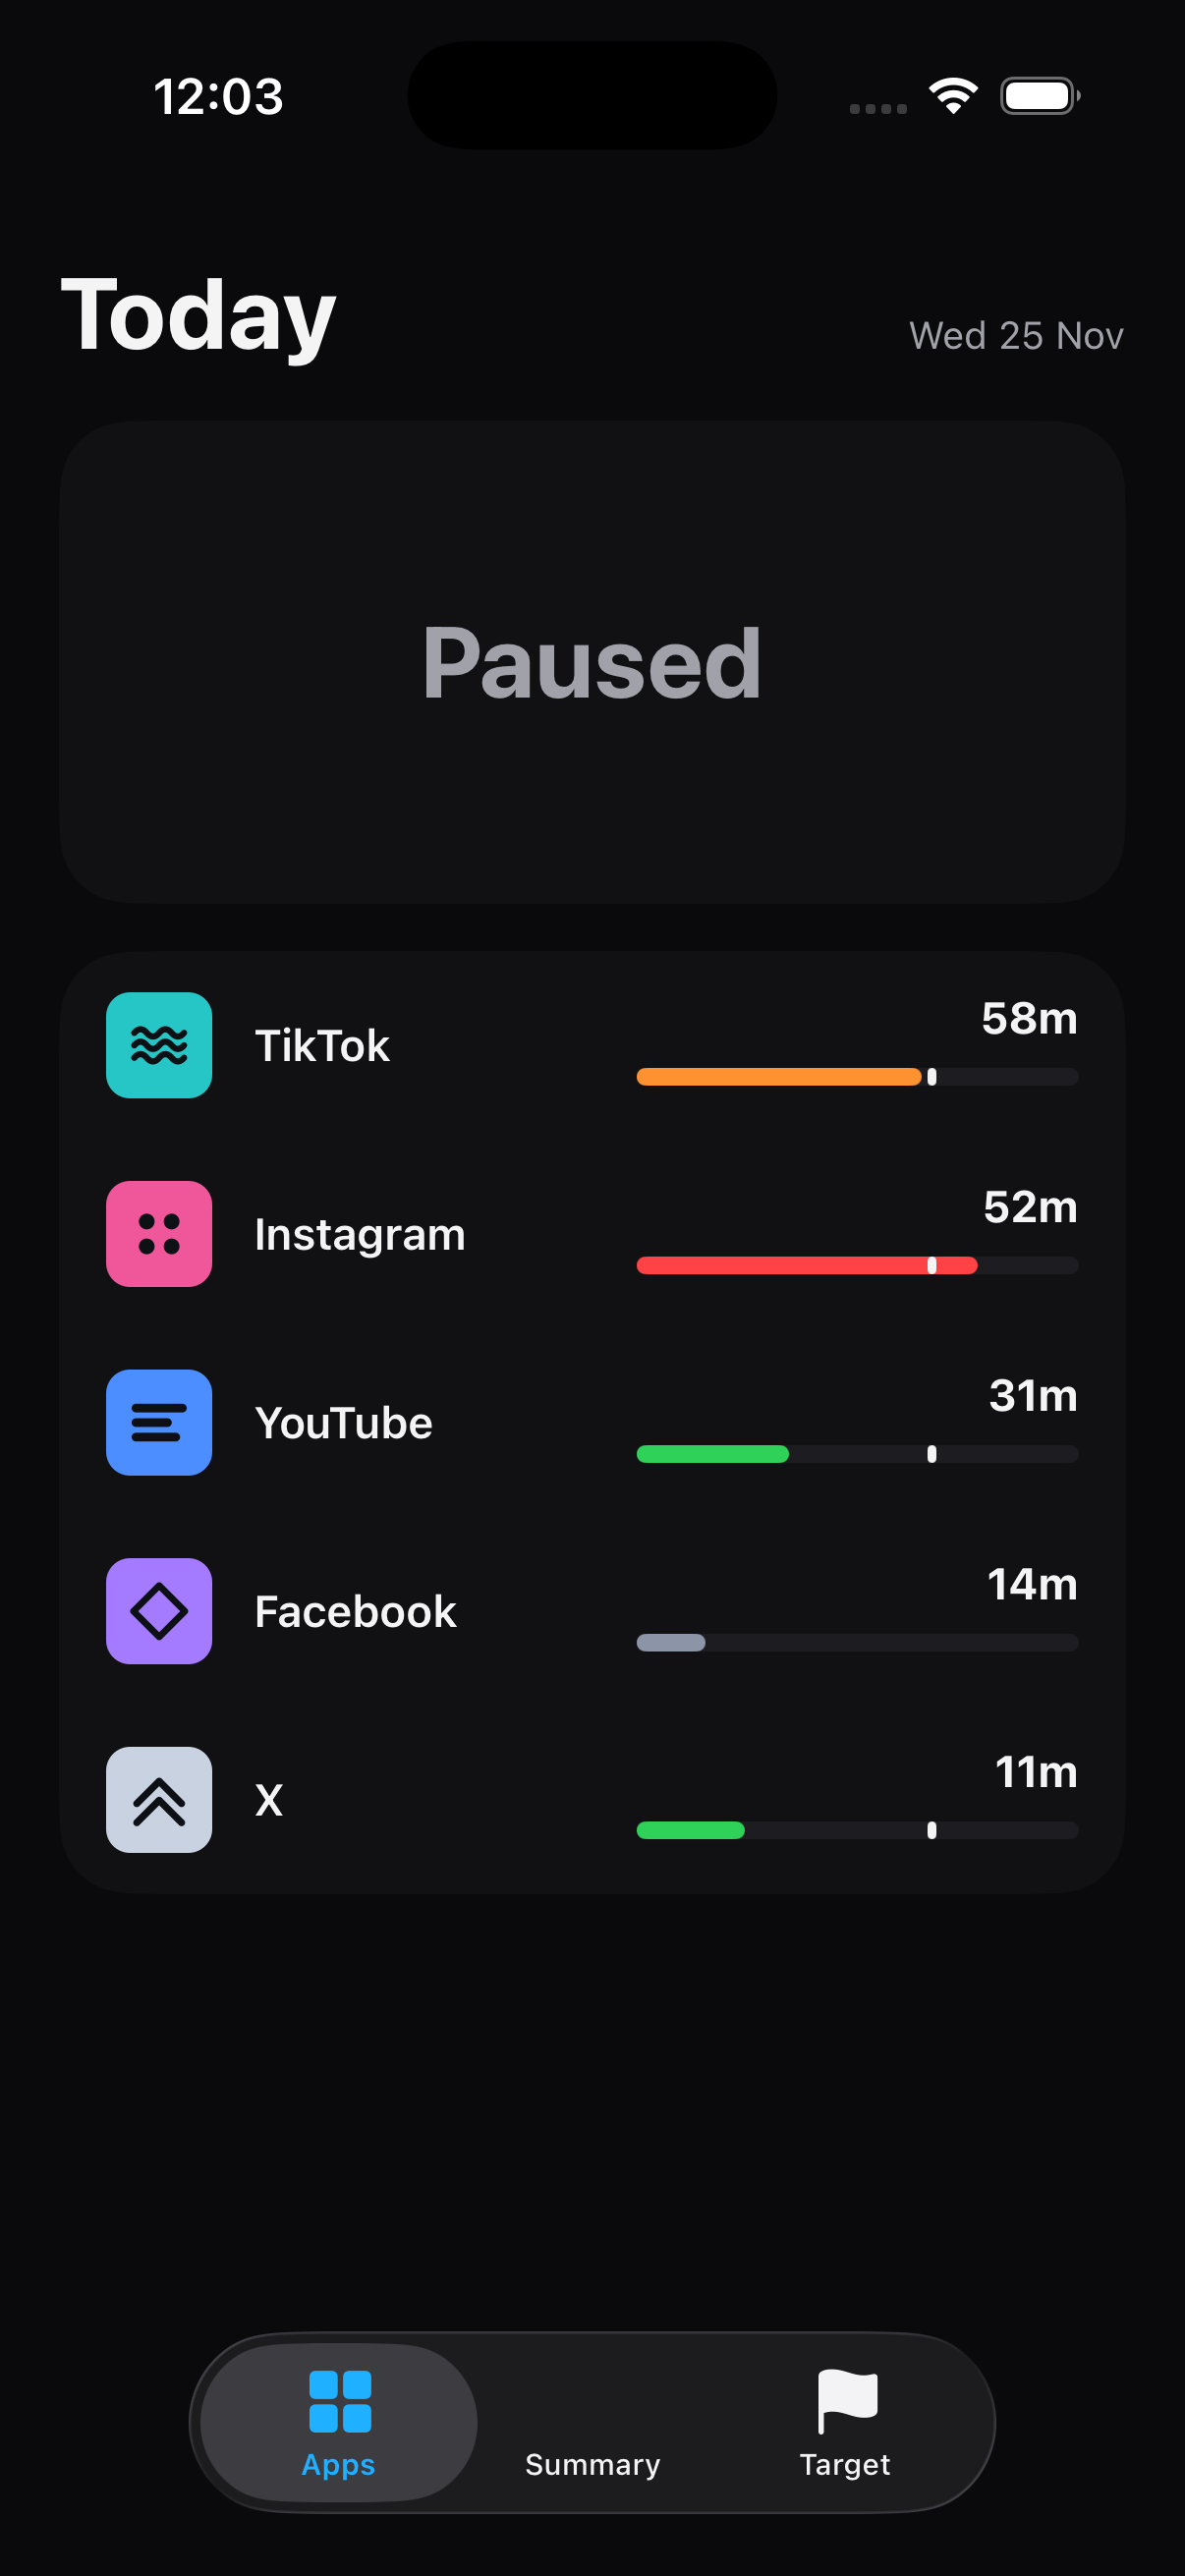 12:03
Today
Wed 25 Nov
Paused
TikTok
58m
Instagram
52m
YouTube
31m
Facebook
14m
X
11m
Apps
Summary
Target